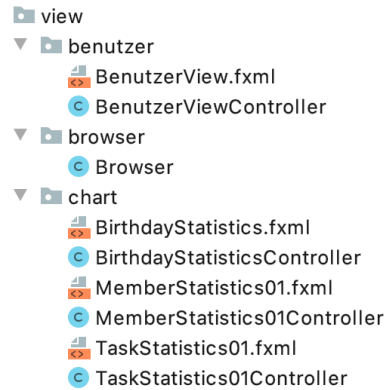 view
benutzer
BenutzerView.fxml
BenutzerViewController
browser
Browser
chart
BirthdayStatistics.fxml
BirthdayStatisticsController
MemberStatistics01.fxml
MemberStatistics01Controller
TaskStatistics01.fxml
TaskStatistics01Controller